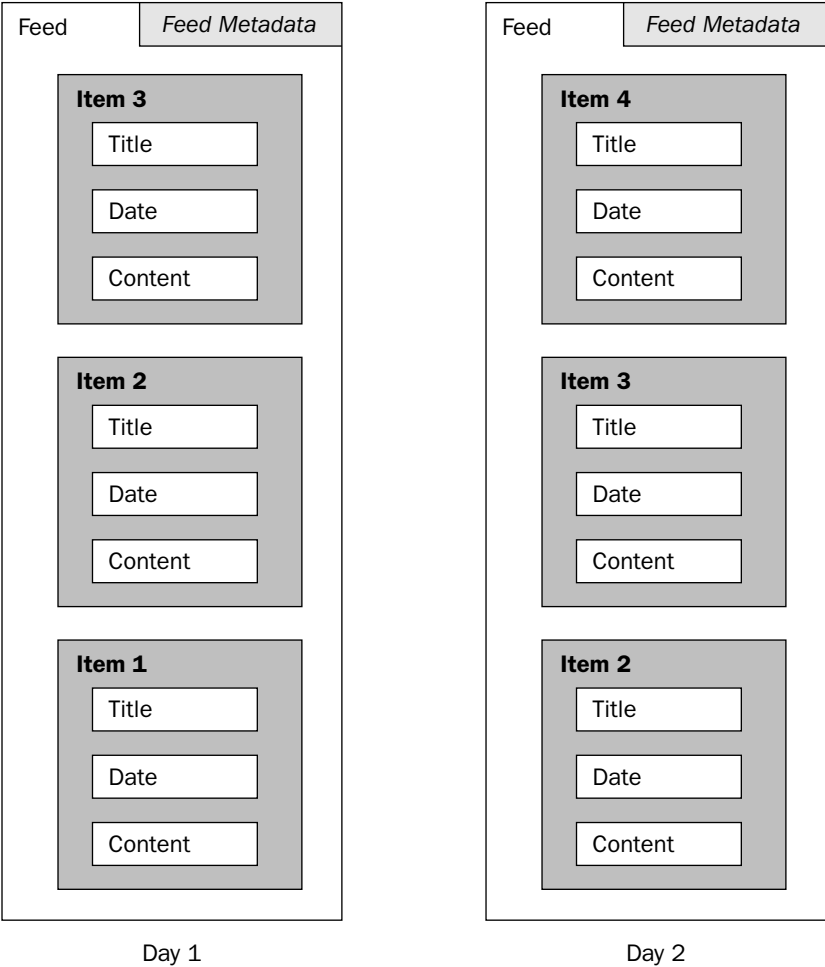 Feed
Feed Metadata
Item 3
Title
Date
Content
Item 2
Title
Date
Content
Item 1
Title
Date
Content
Day 1
Feed
Feed Metadata
Item 4
Title
Date
Content
Item 3
Title
Date
Content
Item 2
Title
Date
Content
Day 2